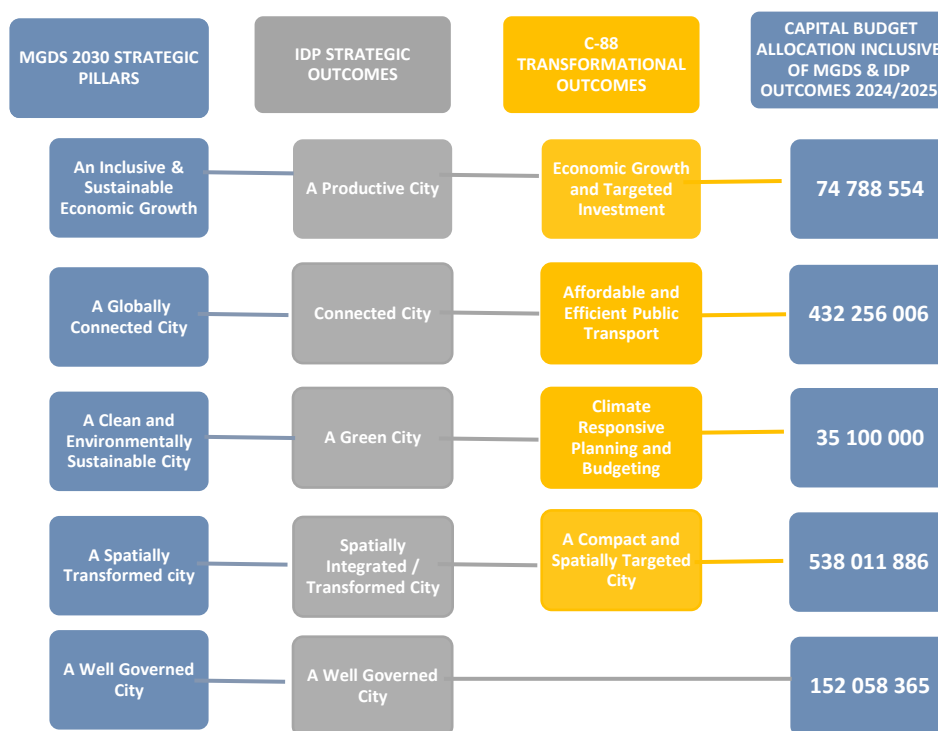 MGDS 2030 STRATEGIC
PILLARS
IDP STRATEGIC
OUTCOMES
C-88
TRANSFORMATIONAL
OUTCOMES
CAPITAL BUDGET
ALLOCATION INCLUSIVE
OF MGDS & IDP
OUTCOMES 2024/2025
An Inclusive &
Sustainable
Economic Growth
A Productive City
Economic Growth
and Targeted
Investment
74 788 554
A Globally
Connected City
Connected City
Affordable and
Efficient Public
Transport
432 256 006
A Clean and
Environmentally
Sustainable City
A Green City
Climate
Responsive
Planning and
Budgeting
35 100 000
A Spatially
Transformed city
Spatially
Integrated /
Transformed City
A Compact and
Spatially Targeted
City
538 011 886
A Well Governed
City
A Well Governed
City
152 058 365